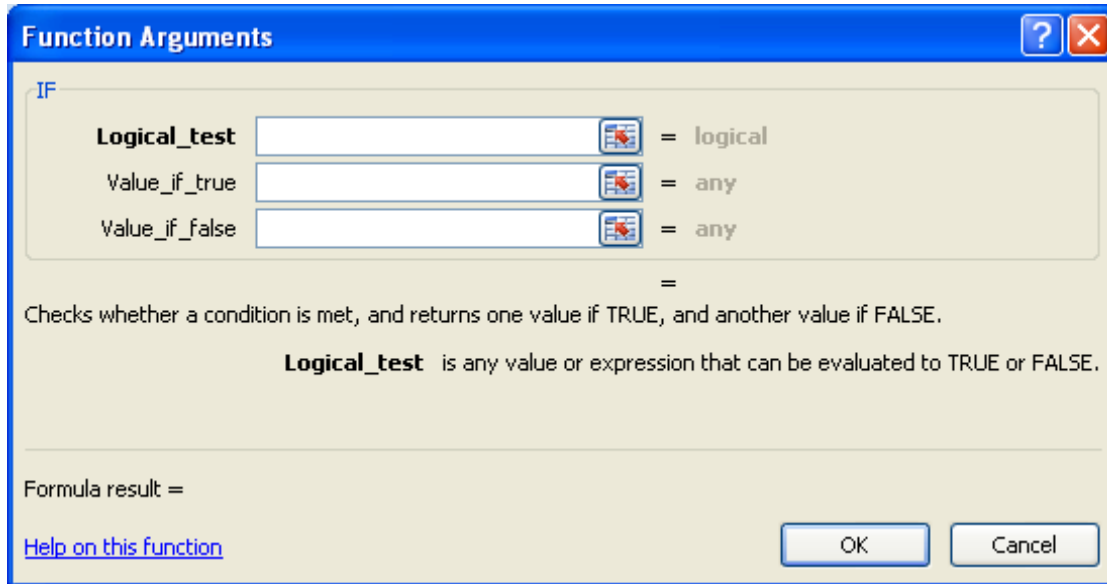 Function Arguments
IF
Logical_test = logical
Value_if_true = any
Value_if_false = any
=
Checks whether a condition is met, and returns one value if TRUE, and another value if FALSE.
Logical_test is any value or expression that can be evaluated to TRUE or FALSE.
Formula result =
Help on this function OK Cancel